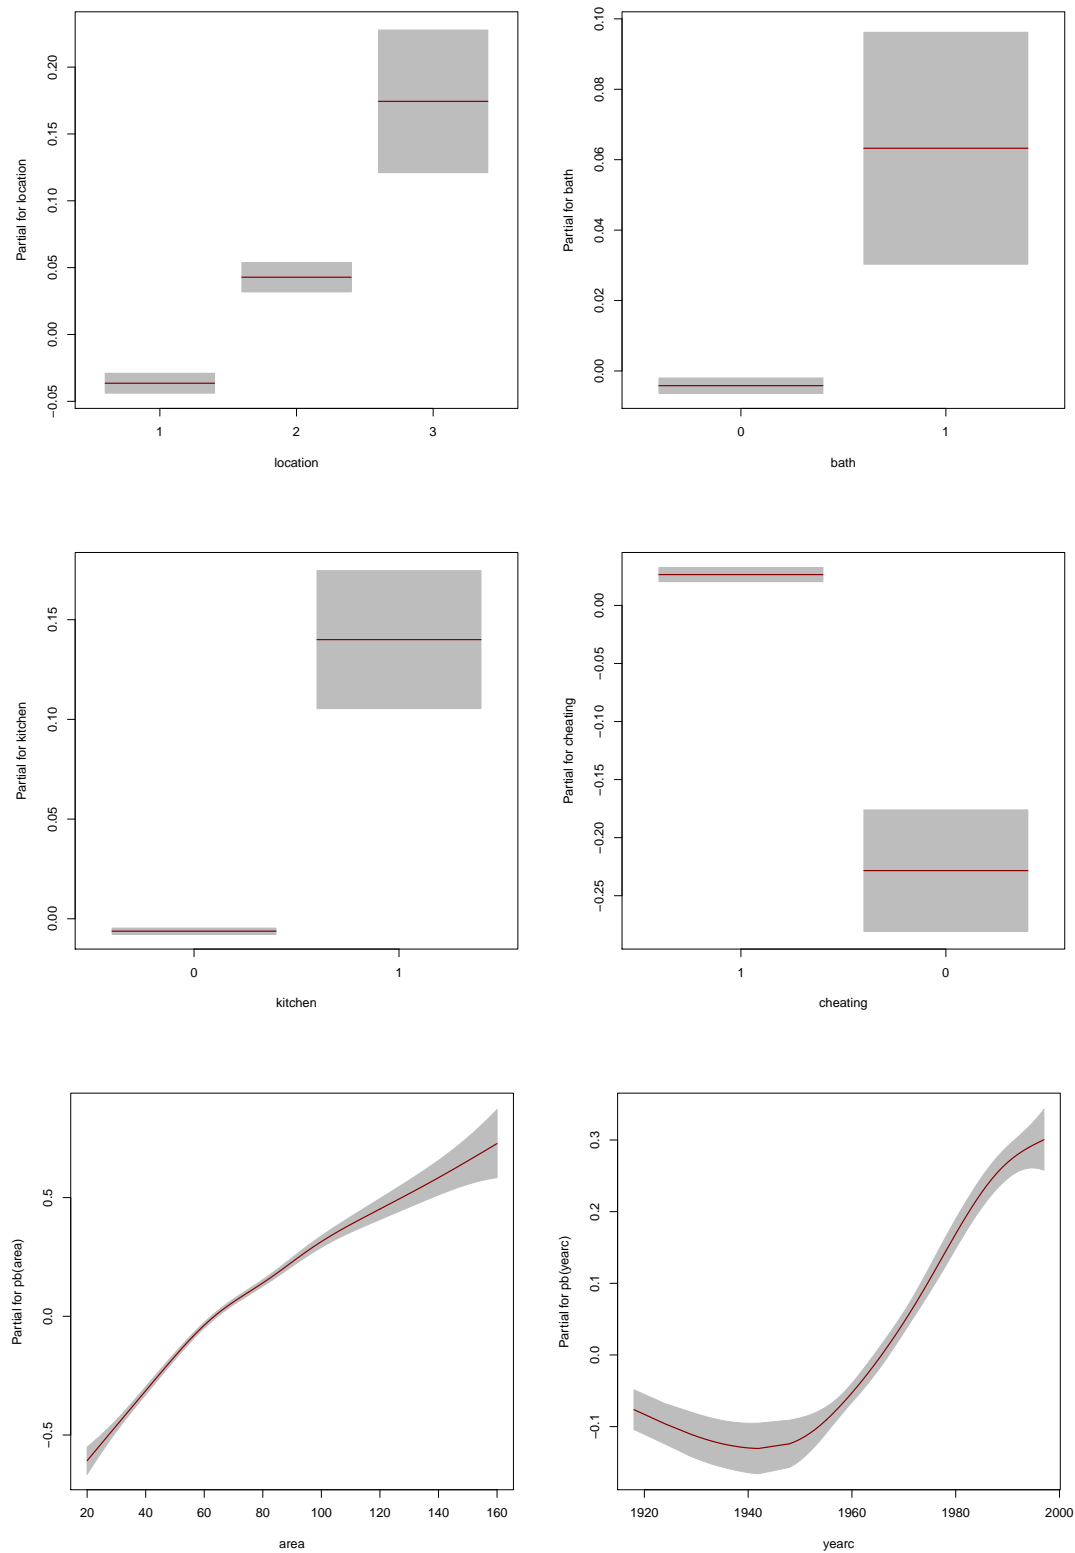 Partial for location
0.20
0.15
0.10
0.05
0.00
−0.05
1 2 3
location
Partial for bath
0.10
0.08
0.06
0.04
0.02
0.00
0 1
bath
Partial for kitchen
0.15
0.10
0.05
0.00
0 1
kitchen
Partial for cheating
0.00
−0.05
−0.10
−0.15
−0.20
−0.25
1 0
cheating
Partial for pb(area)
0.5
0.0
−0.5
20 40 60 80 100 120 140 160
area
Partial for pb(yearc)
0.3
0.2
0.1
0.0
−0.1
1920 1940 1960 1980 2000
yearc